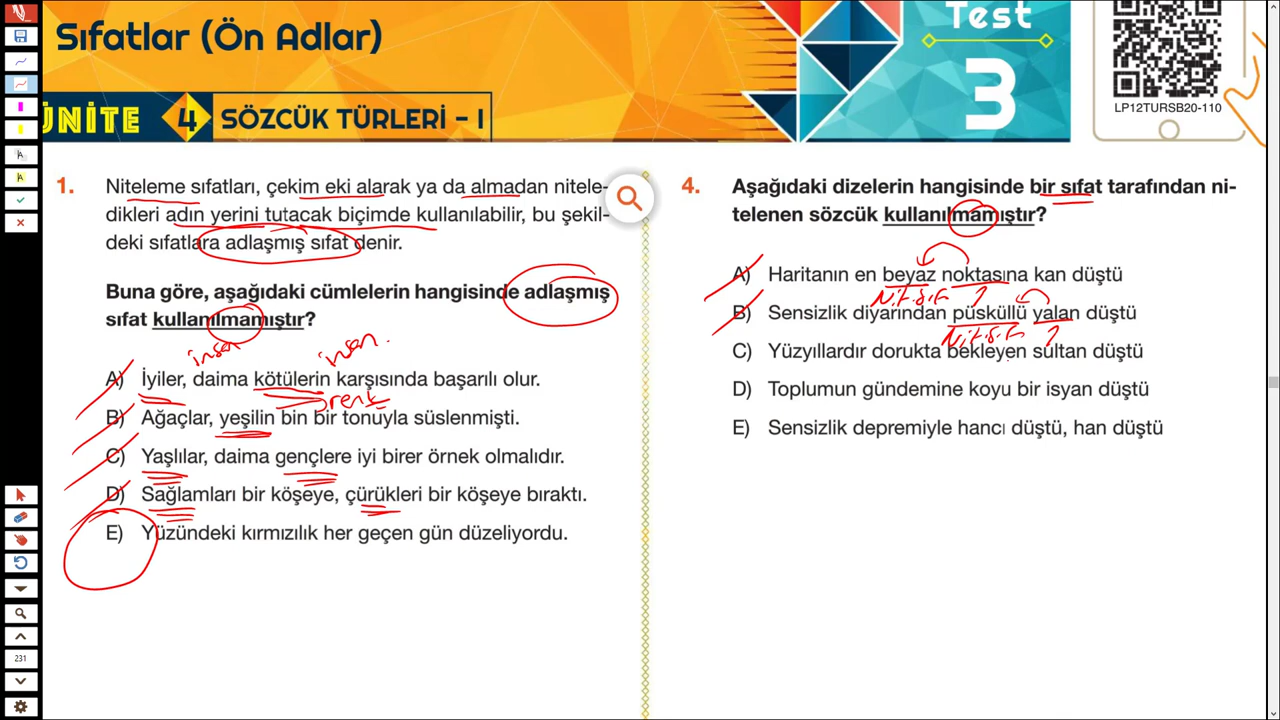 Sıfatlar (Ön Adlar)
Test
3
LP12TURSB20-110
ÜNİTE 4 SÖZCÜK TÜRLERİ - I
1. Niteleme sıfatları, çekim eki alarak ya da almadan nitele-
dikleri adın yerini tutacak biçimde kullanılabilir, bu şekil-
deki sıfatlara adlaşmış sıfat denir.
Buna göre, aşağıdaki cümlelerin hangisinde adlaşmış
sıfat kullanılmamıştır?
insan insan.
A) İyiler, daima kötülerin karşısında başarılı olur.
renk
B) Ağaçlar, yeşilin bin bir tonuyla süslenmişti.
C) Yaşlılar, daima gençlere iyi birer örnek olmalıdır.
D) Sağlamları bir köşeye, çürükleri bir köşeye bıraktı.
E) Yüzündeki kırmızılık her geçen gün düzeliyordu.
4. Aşağıdaki dizelerin hangisinde bir sıfat tarafından ni-
telenen sözcük kullanılmamıştır?
A) Haritanın en beyaz noktasına kan düştü
Nit.sıf. ?
B) Sensizlik diyarından püsküllü yalan düştü
Nit.sıf. ?
C) Yüzyıllardır dorukta bekleyen sultan düştü
D) Toplumun gündemine koyu bir isyan düştü
E) Sensizlik depremiyle hancı düştü, han düştü
231